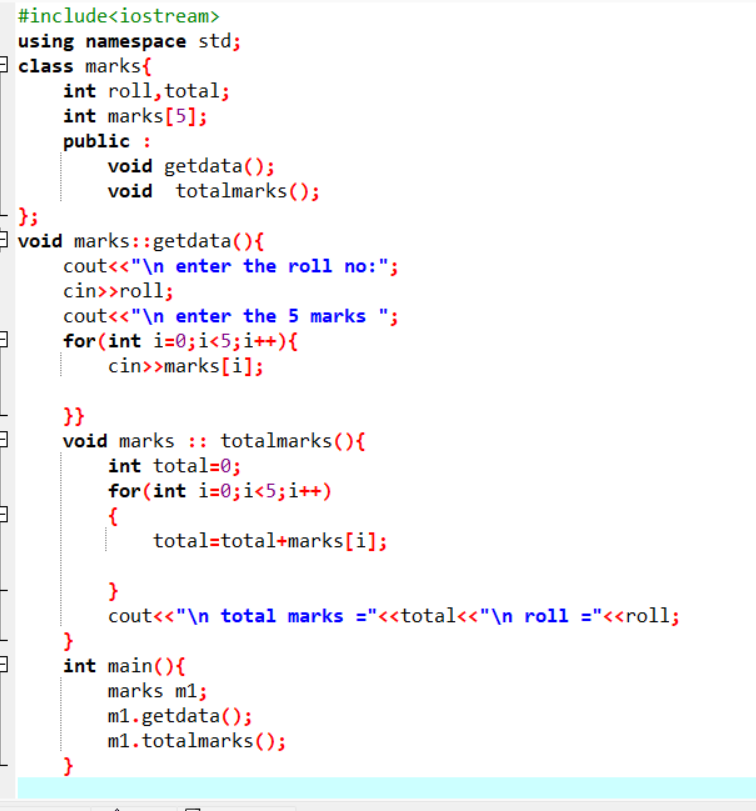 #include<iostream>
using namespace std;
class marks{
    int roll,total;
    int marks[5];
    public :
        void getdata();
        void  totalmarks();
};
void marks::getdata(){
    cout<<"\n enter the roll no:";
    cin>>roll;
    cout<<"\n enter the 5 marks ";
    for(int i=0;i<5;i++){
        cin>>marks[i];

    }}
    void marks :: totalmarks(){
        int total=0;
        for(int i=0;i<5;i++)
        {
            total=total+marks[i];

        }
        cout<<"\n total marks ="<<total<<"\n roll ="<<roll;
    }
    int main(){
        marks m1;
        m1.getdata();
        m1.totalmarks();
    }